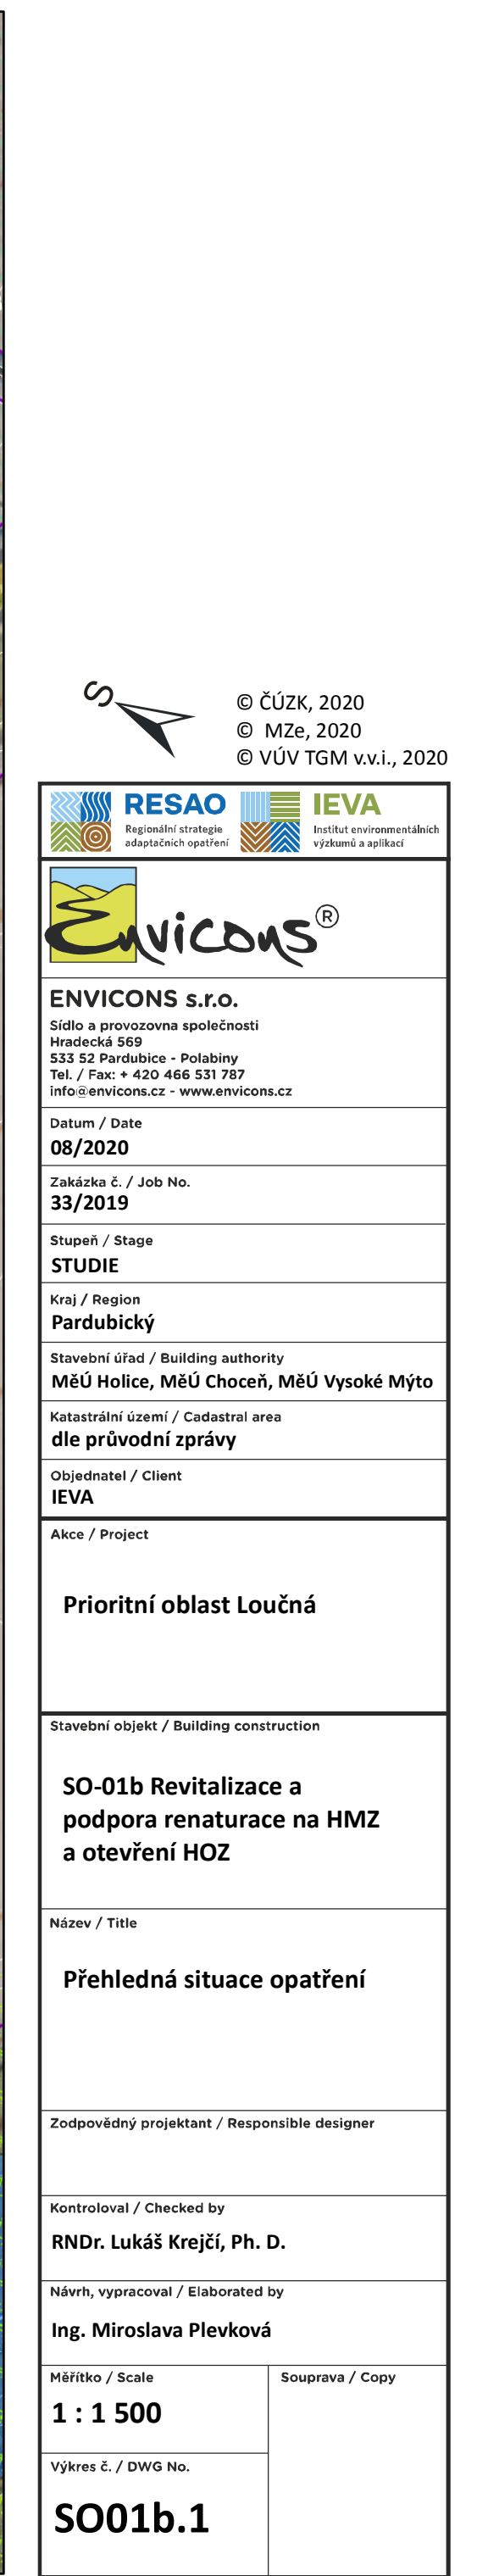 S
© ČÚZK, 2020
© MZe, 2020
© VÚV TGM v.v.i., 2020
RESAO
Regionální strategie
adaptačních opatření
IEVA
Institut environmentálních
výzkumů a aplikací
Envicons®
ENVICONS s.r.o.
Sídlo a provozovna společnosti
Hradecká 569
533 52 Pardubice - Polabiny
Tel. / Fax: + 420 466 531 787
info@envicons.cz - www.envicons.cz
Datum / Date
08/2020
Zakázka č. / Job No.
33/2019
Stupeň / Stage
STUDIE
Kraj / Region
Pardubický
Stavební úřad / Building authority
MěÚ Holice, MěÚ Choceň, MěÚ Vysoké Mýto
Katastrální území / Cadastral area
dle průvodní zprávy
Objednatel / Client
IEVA
Akce / Project
Prioritní oblast Loučná
Stavební objekt / Building construction
SO-01b Revitalizace a
podpora renaturace na HMZ
a otevření HOZ
Název / Title
Přehledná situace opatření
Zodpovědný projektant / Responsible designer
Kontroloval / Checked by
RNDr. Lukáš Krejčí, Ph. D.
Návrh, vypracoval / Elaborated by
Ing. Miroslava Plevková
Měřítko / Scale
1 : 1 500
Souprava / Copy
Výkres č. / DWG No.
SO01b.1